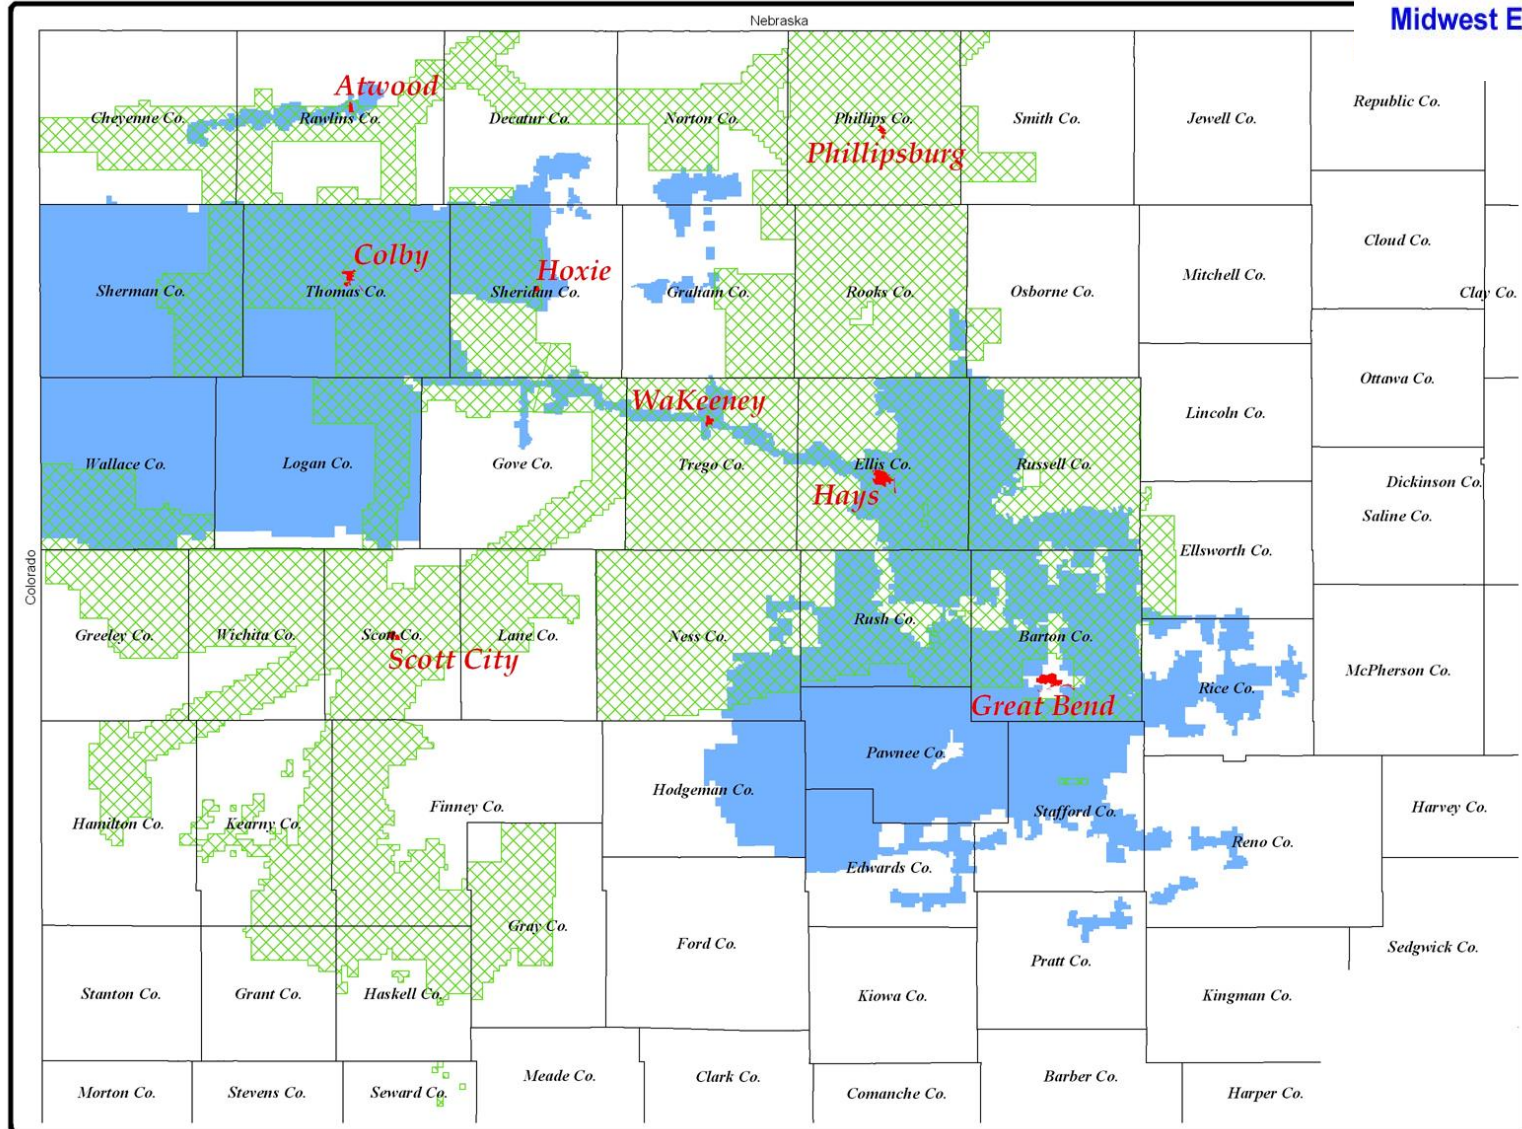 Nebraska
Midwest E
Atwood
Cheyenne Co.
Rawlins Co.
Decatur Co.
Norton Co.
Phillips Co.
Smith Co.
Jewell Co.
Republic Co.
Phillipsburg
Colby
Hoxie
Sherman Co.
Thomas Co.
Sheridan Co.
Graham Co.
Rooks Co.
Osborne Co.
Mitchell Co.
Cloud Co.
Clay Co.
WaKeeney
Ottawa Co.
Lincoln Co.
Wallace Co.
Logan Co.
Gove Co.
Trego Co.
Ellis Co.
Russell Co.
Hays
Dickinson Co.
Saline Co.
Ellsworth Co.
Colorado
Greeley Co.
Wichita Co.
Scott Co.
Lane Co.
Ness Co.
Rush Co.
Barton Co.
Scott City
McPherson Co.
Rice Co.
Great Bend
Pawnee Co.
Hodgeman Co.
Hamilton Co.
Kearny Co.
Finney Co.
Stafford Co.
Harvey Co.
Reno Co.
Edwards Co.
Gray Co.
Ford Co.
Sedgwick Co.
Pratt Co.
Stanton Co.
Grant Co.
Haskell Co.
Kiowa Co.
Kingman Co.
Morton Co.
Stevens Co.
Seward Co.
Meade Co.
Clark Co.
Comanche Co.
Barber Co.
Harper Co.